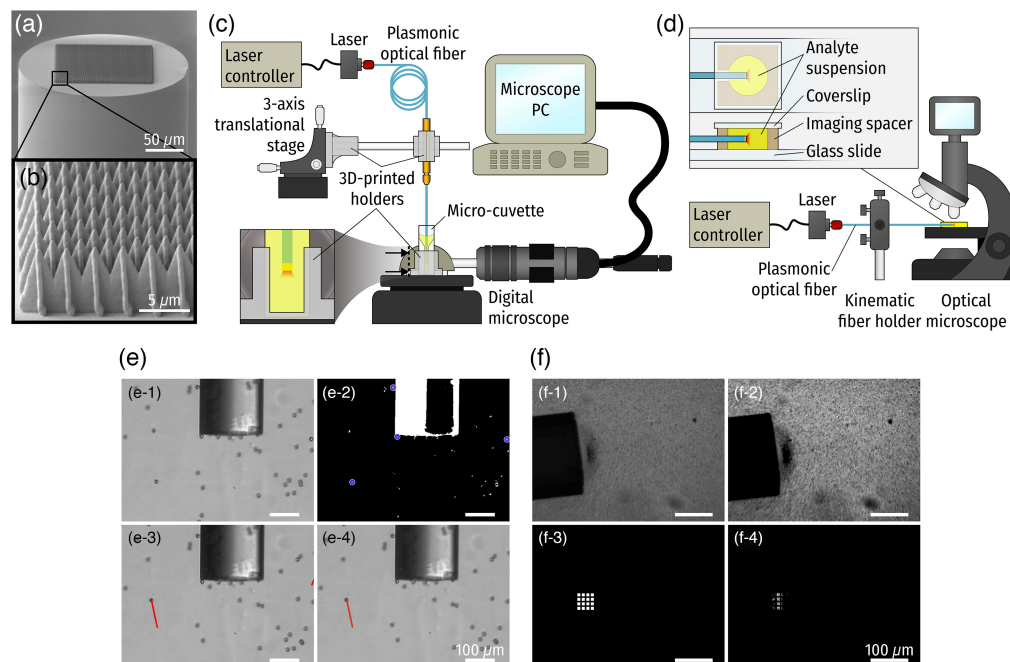 (a)
50 µm
(b)
5 µm
(c)
Laser
controller
Laser
Plasmonic
optical fiber
3-axis
translational
stage
Microscope
PC
3D-printed
holders
Micro-cuvette
Digital
microscope
(d)
Analyte
suspension
Coverslip
Imaging spacer
Glass slide
Laser
controller
Laser
Plasmonic
optical fiber
Kinematic
fiber holder
Optical
microscope
(e)
(e-1)
(e-2)
(e-3)
(e-4)
100 µm
(f)
(f-1)
(f-2)
(f-3)
(f-4)
100 µm